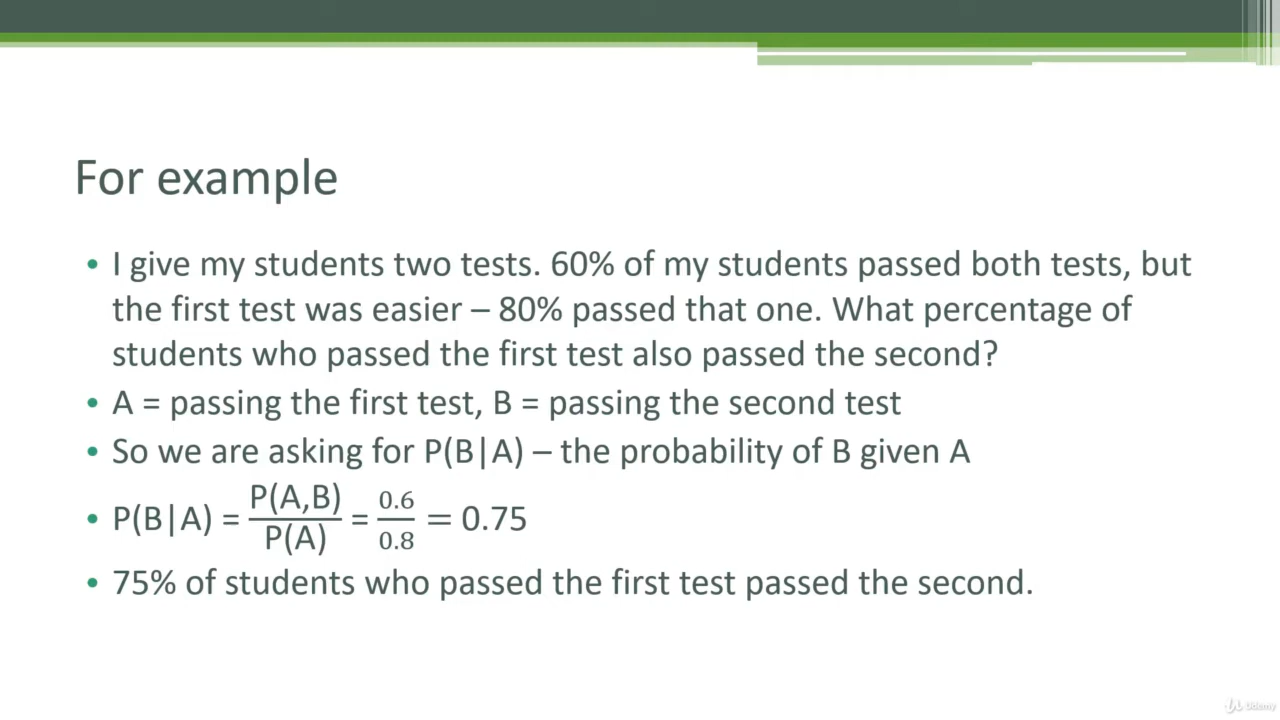 For example
• I give my students two tests. 60% of my students passed both tests, but
the first test was easier – 80% passed that one. What percentage of
students who passed the first test also passed the second?
• A = passing the first test, B = passing the second test
• So we are asking for P(B|A) – the probability of B given A
• P(B|A) = P(A,B)/P(A) = 0.6/0.8 = 0.75
• 75% of students who passed the first test passed the second.
Udemy